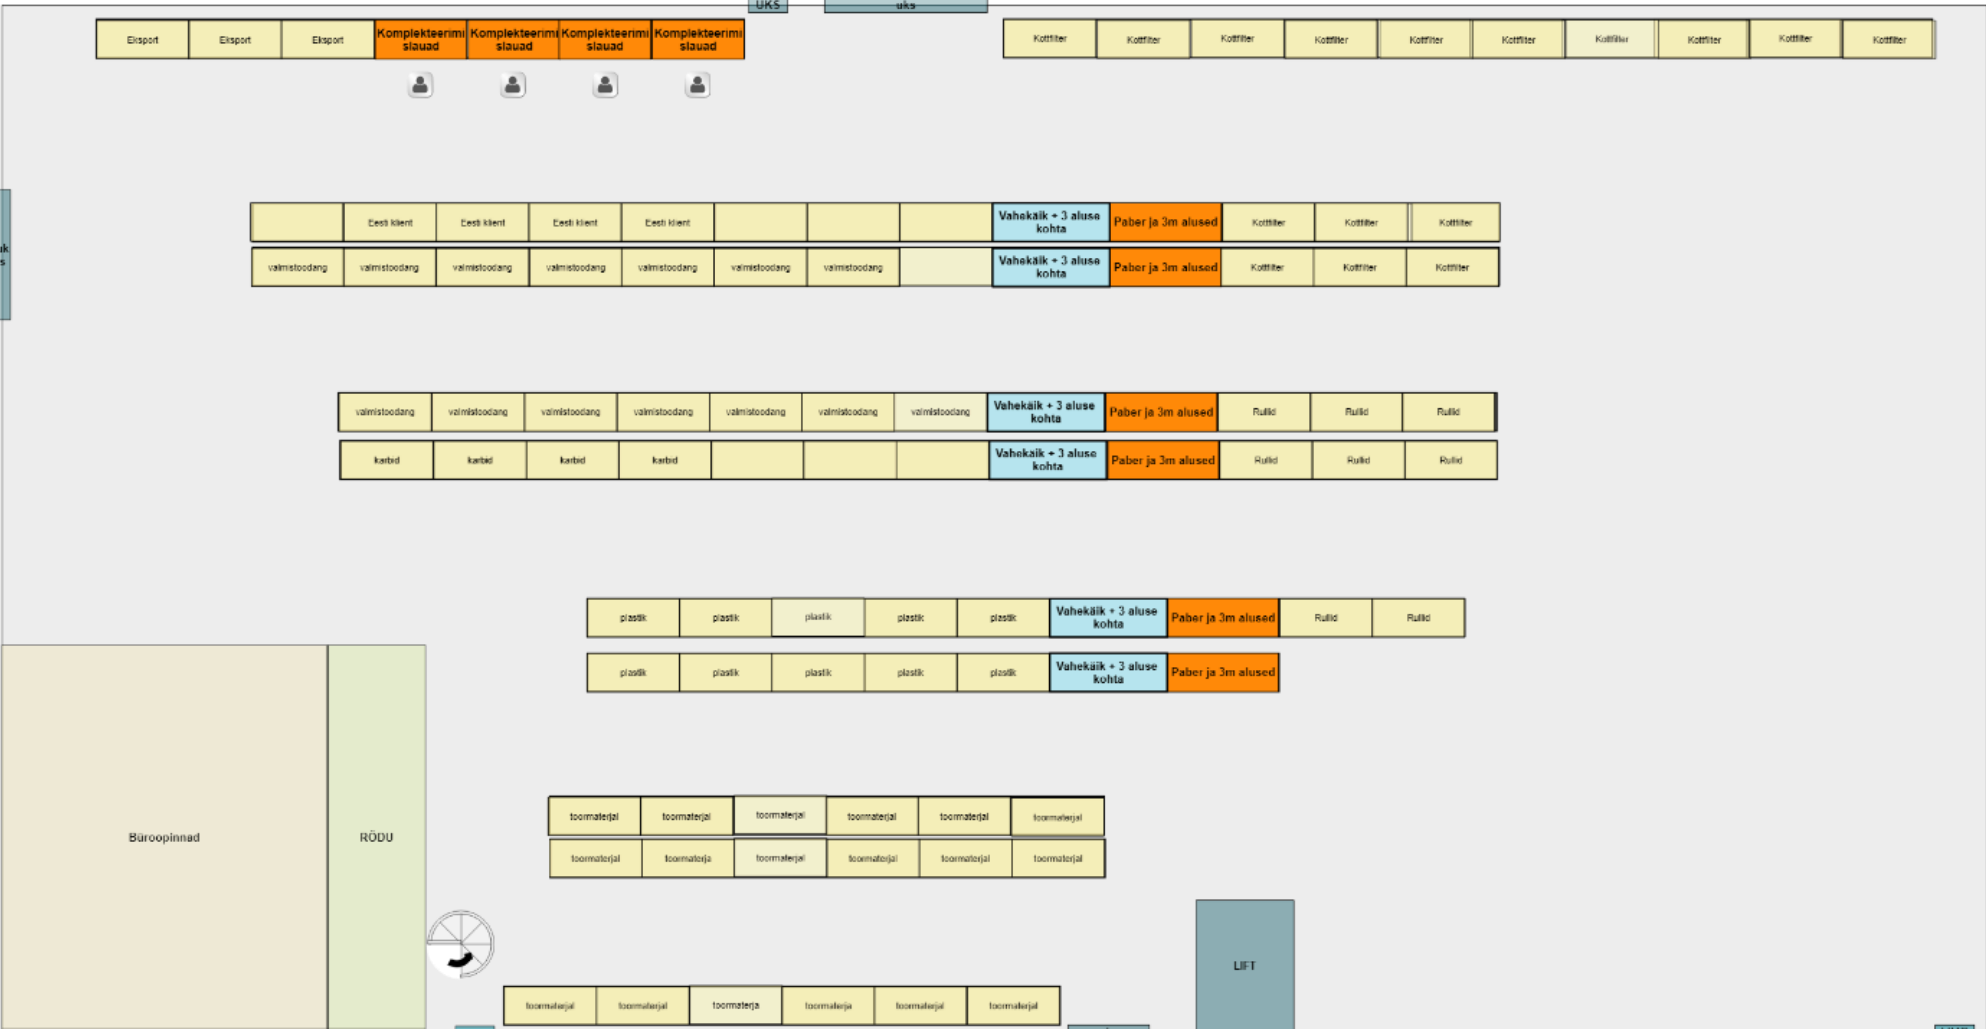 UKS
uks
Eksport
Eksport
Eksport
Komplekteerimi
slauad
Komplekteerimi
slauad
Komplekteerimi
slauad
Komplekteerimi
slauad
Kottfilter
Kottfilter
Kottfilter
Kottfilter
Kottfilter
Kottfilter
Kottfilter
Kottfilter
Kottfilter
Kottfilter
uk
s
Eesti klient
Eesti klient
Eesti klient
Eesti klient
Vahekäik + 3 aluse
kohta
Paber ja 3m alused
Kottfilter
Kottfilter
Kottfilter
valmistoodang
valmistoodang
valmistoodang
valmistoodang
valmistoodang
valmistoodang
valmistoodang
Vahekäik + 3 aluse
kohta
Paber ja 3m alused
Kottfilter
Kottfilter
Kottfilter
valmistoodang
valmistoodang
valmistoodang
valmistoodang
valmistoodang
valmistoodang
valmistoodang
Vahekäik + 3 aluse
kohta
Paber ja 3m alused
Rullid
Rullid
Rullid
karbid
karbid
karbid
karbid
Vahekäik + 3 aluse
kohta
Paber ja 3m alused
Rullid
Rullid
Rullid
plastik
plastik
plastik
plastik
plastik
Vahekäik + 3 aluse
kohta
Paber ja 3m alused
Rullid
Rullid
plastik
plastik
plastik
plastik
plastik
Vahekäik + 3 aluse
kohta
Paber ja 3m alused
toormaterjal
toormaterjal
toormaterjal
toormaterjal
toormaterjal
toormaterjal
Büroopinnad
RÕDU
toormaterjal
toormaterja
toormaterjal
toormaterjal
toormaterjal
toormaterjal
LIFT
toormaterjal
toormaterjal
toormaterja
toormaterja
toormaterjal
toormaterjal